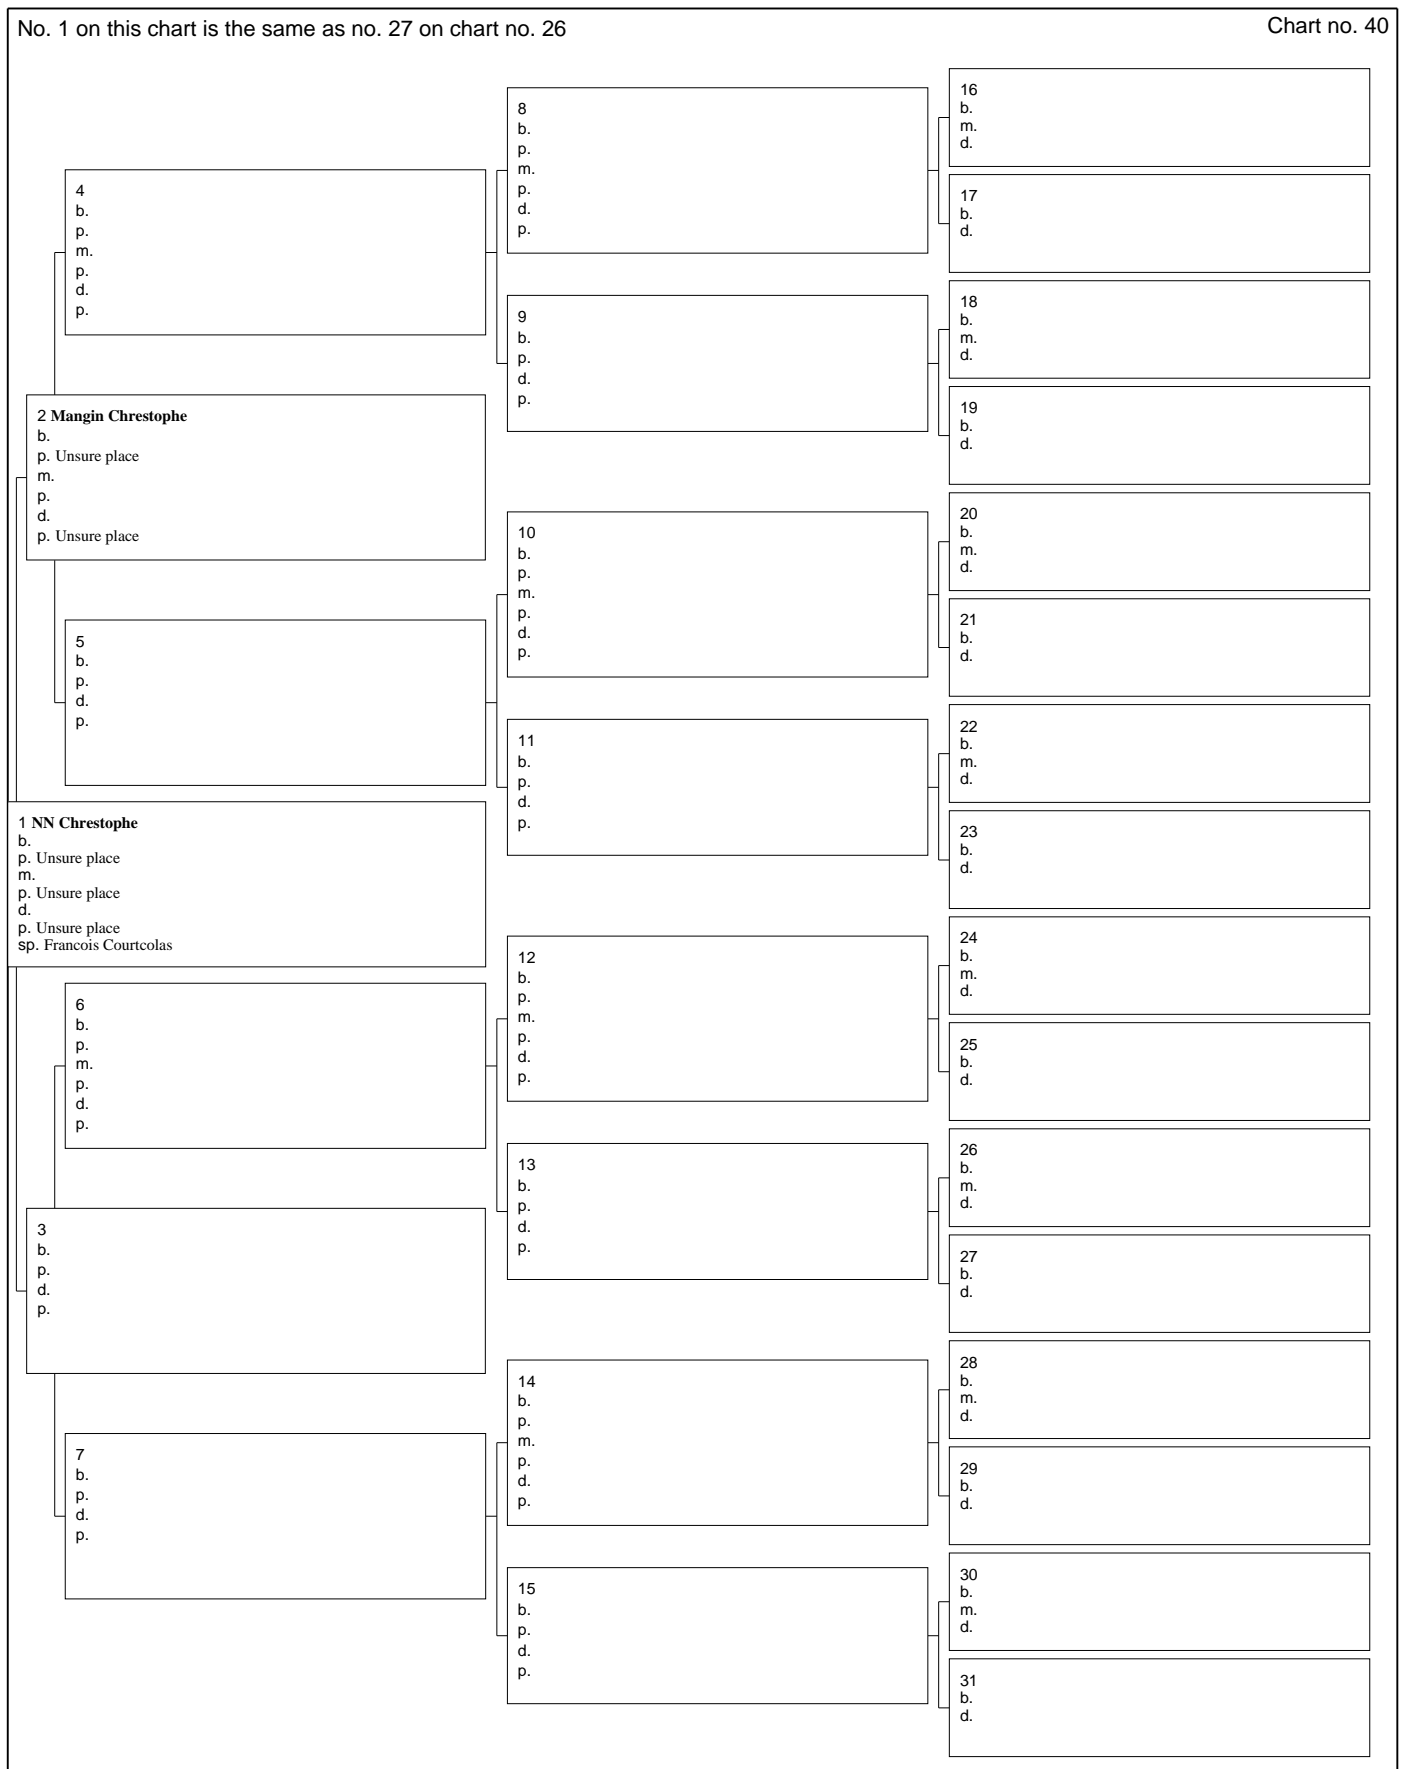 No. 1 on this chart is the same as no. 27 on chart no. 26
Chart no. 40
4
b.
p.
m.
p.
d.
p.
2 Mangin Chrestophe
b.
p. Unsure place
m.
p.
d.
p. Unsure place
5
b.
p.
d.
p.
1 NN Chrestophe
b.
p. Unsure place
m.
p. Unsure place
d.
p. Unsure place
sp. Francois Courtcolas
6
b.
p.
m.
p.
d.
p.
3
b.
p.
d.
p.
7
b.
p.
d.
p.
8
b.
p.
m.
p.
d.
p.
9
b.
p.
d.
p.
10
b.
p.
m.
p.
d.
p.
11
b.
p.
d.
p.
12
b.
p.
m.
p.
d.
p.
13
b.
p.
d.
p.
14
b.
p.
m.
p.
d.
p.
15
b.
p.
d.
p.
16
b.
m.
d.
17
b.
d.
18
b.
m.
d.
19
b.
d.
20
b.
m.
d.
21
b.
d.
22
b.
m.
d.
23
b.
d.
24
b.
m.
d.
25
b.
d.
26
b.
m.
d.
27
b.
d.
28
b.
m.
d.
29
b.
d.
30
b.
m.
d.
31
b.
d.